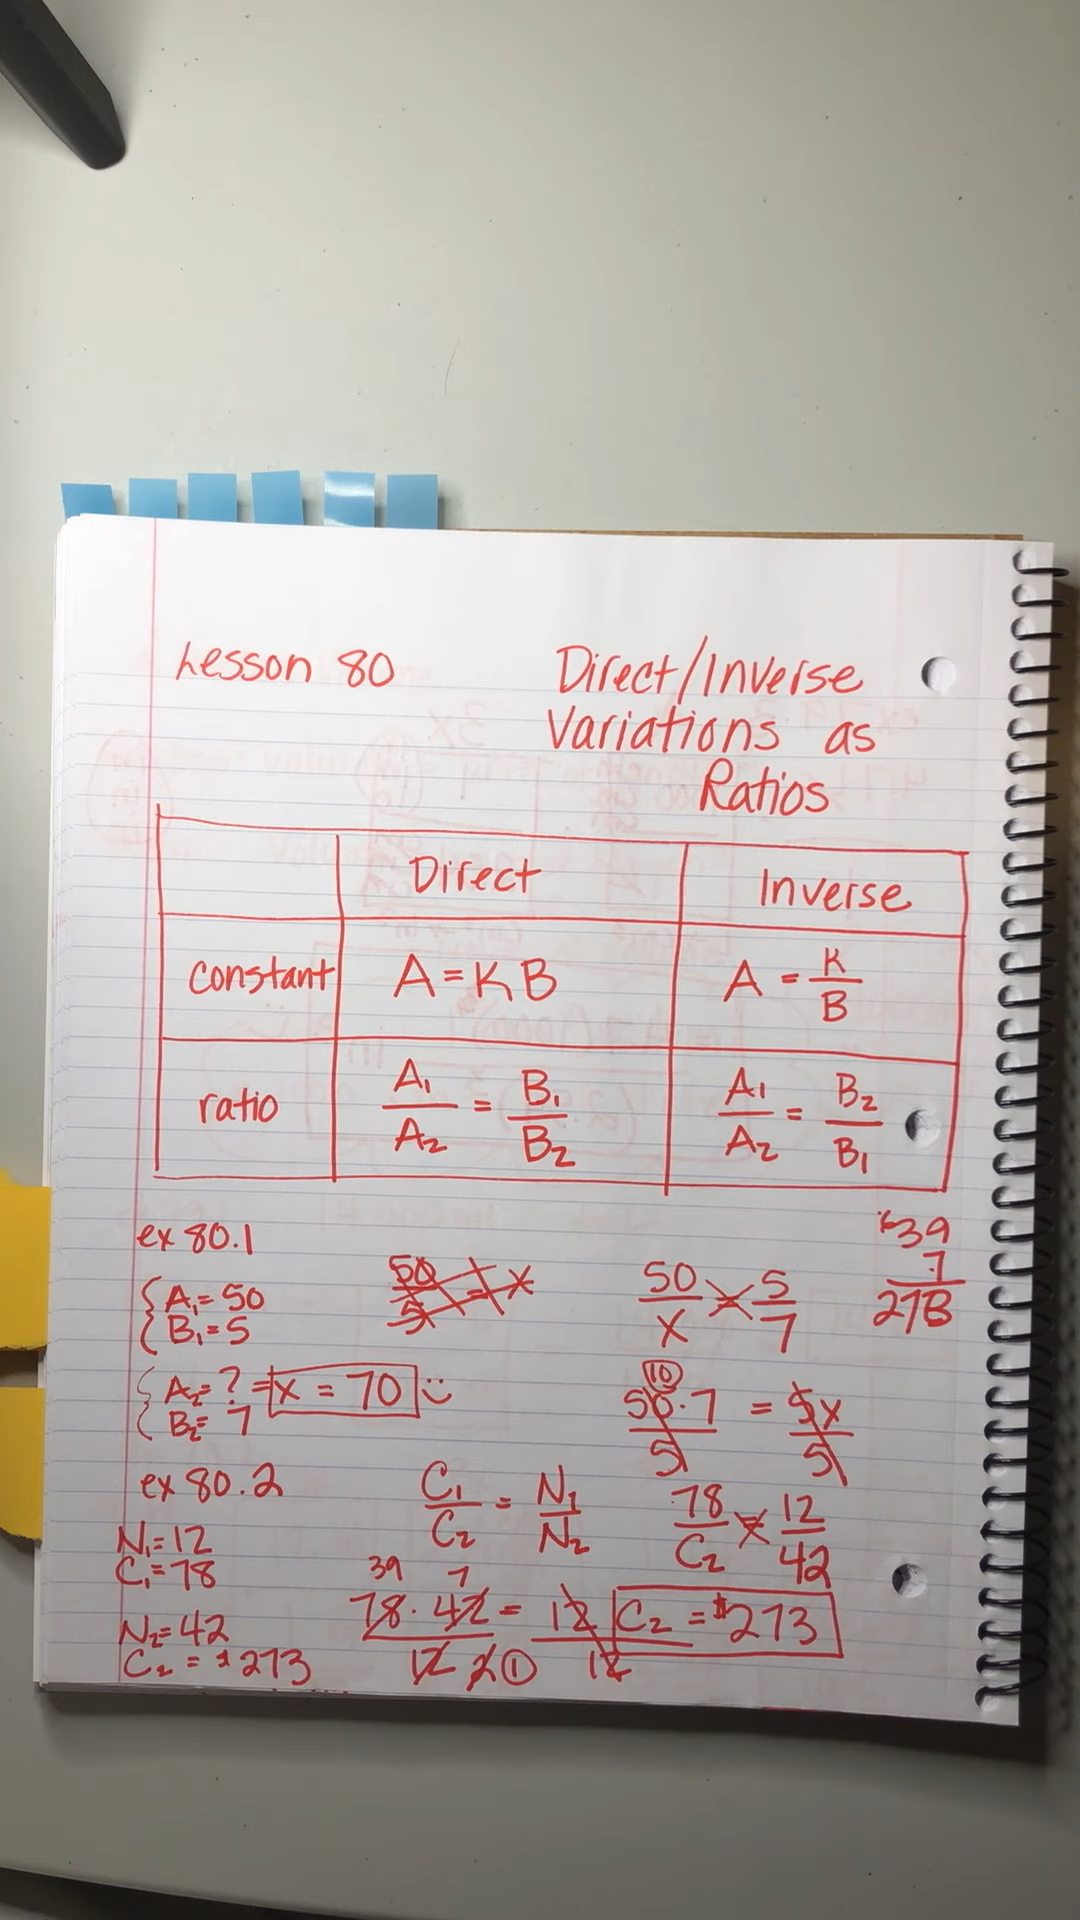 Lesson 80
Direct/Inverse
Variations as
Ratios
Direct
Inverse
constant
A = K B
A = K/B
ratio
A₁/A₂ = B₁/B₂
A₁/A₂ = B₂/B₁
ex 80.1
A₁ = 50
B₁ = 5
A₂ = ? = x = 70
B₂ = 7
50/5 = x
50/x = 5/7
10
50·7/5 = 5x/5
39
7
273
ex 80.2
N₁ = 12
C₁ = 78
N₂ = 42
C₂ = $273
C₁/C₂ = N₁/N₂
78/C₂ = 12/42
39 7
78·42 = 12
12 2 1 12
C₂ = $273